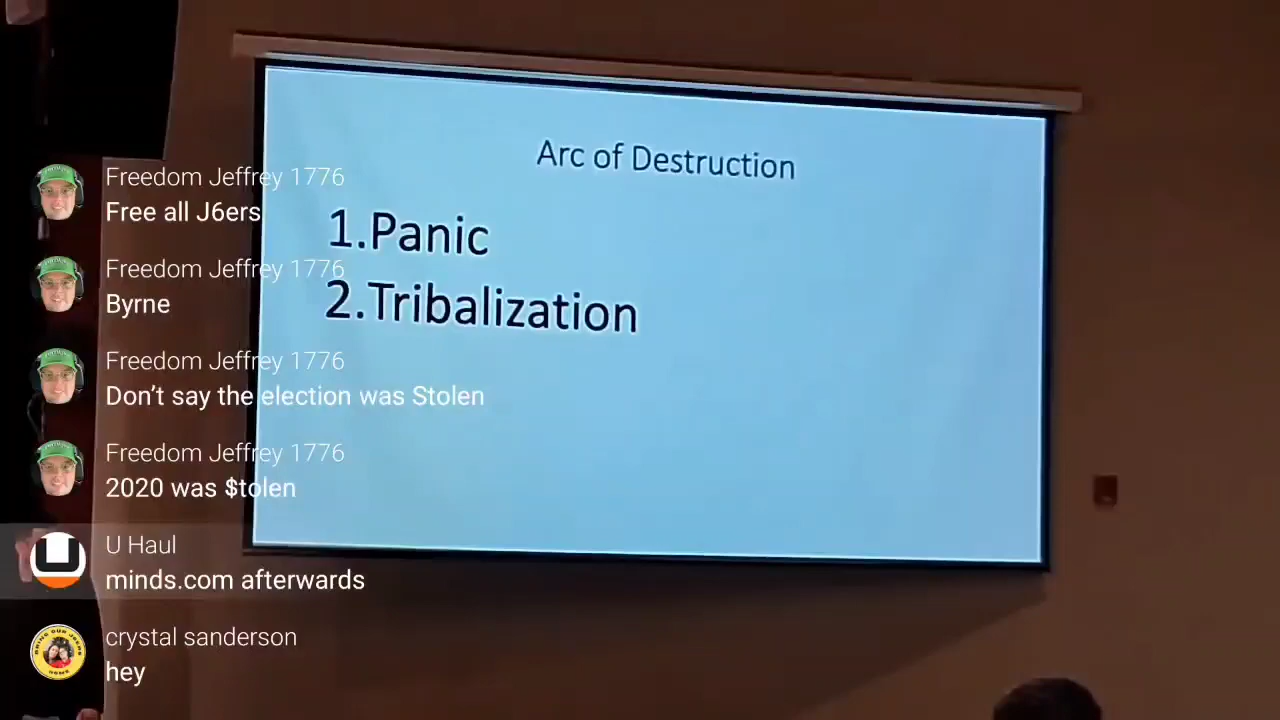 Arc of Destruction
1.Panic
2.Tribalization
Freedom Jeffrey 1776
Free all J6ers
Freedom Jeffrey 1776
Byrne
Freedom Jeffrey 1776
Don’t say the election was Stolen
Freedom Jeffrey 1776
2020 was $tolen
U Haul
minds.com afterwards
crystal sanderson
hey